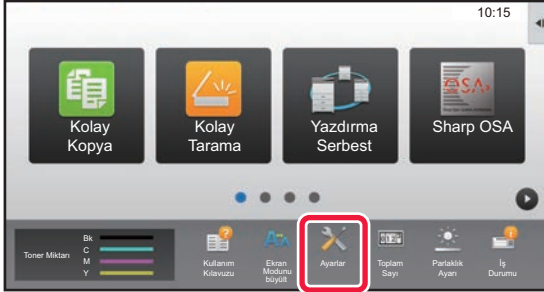 10:15
Kolay
Kopya
Kolay
Tarama
Yazdırma
Serbest
OSA
Sharp OSA
Toner Miktarı
Bk
C
M
Y
Kullanım
Kılavuzu
Ekran
Modunu
büyült
Ayarlar
Toplam
Sayı
Parlaklık
Ayarı
İş
Durumu